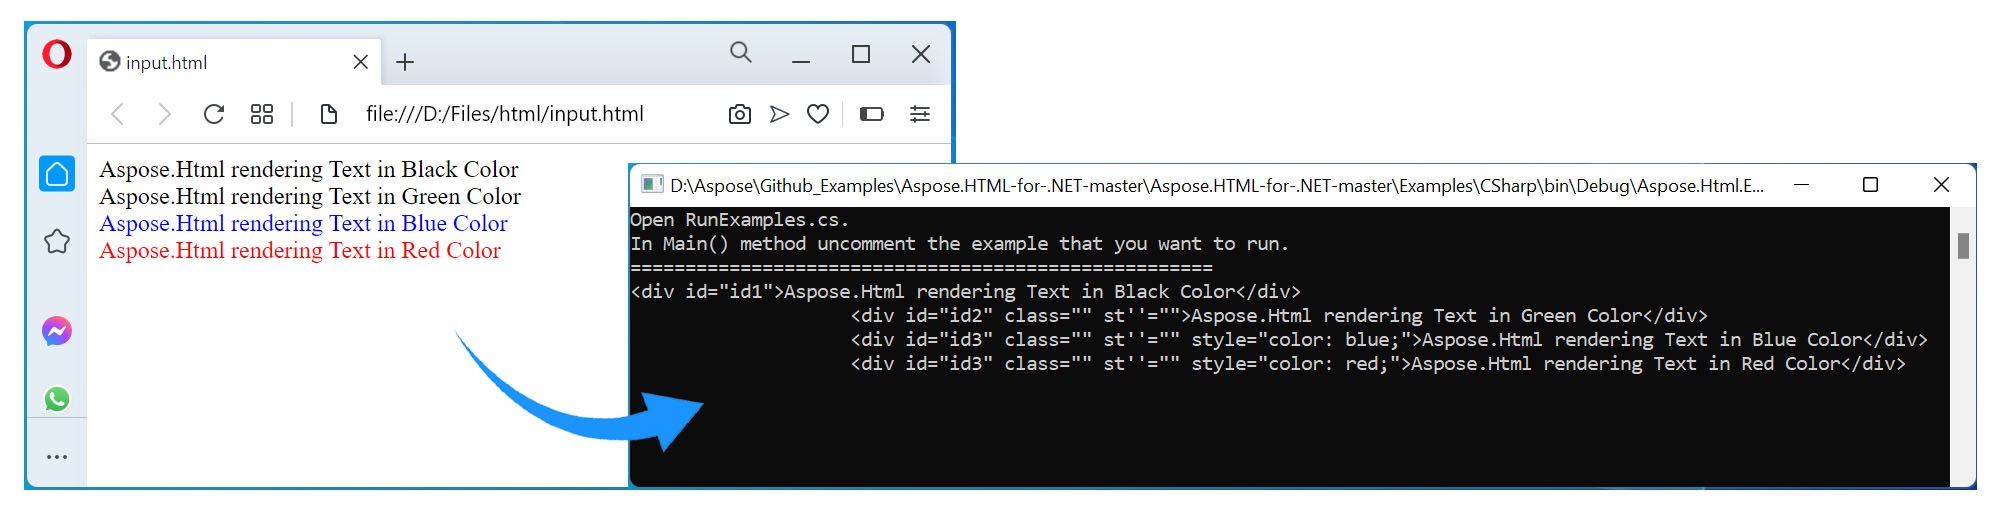 input.html
file:///D:/Files/html/input.html
Aspose.Html rendering Text in Black Color
Aspose.Html rendering Text in Green Color
Aspose.Html rendering Text in Blue Color
Aspose.Html rendering Text in Red Color
D:\Aspose\Github_Examples\Aspose.HTML-for-.NET-master\Aspose.HTML-for-.NET-master\Examples\CSharp\bin\Debug\Aspose.Html.E...
Open RunExamples.cs.
In Main() method uncomment the example that you want to run.
=====================================================
<div id="id1">Aspose.Html rendering Text in Black Color</div>
<div id="id2" class="" st''="">Aspose.Html rendering Text in Green Color</div>
<div id="id3" class="" st''="" style="color: blue;">Aspose.Html rendering Text in Blue Color</div>
<div id="id3" class="" st''="" style="color: red;">Aspose.Html rendering Text in Red Color</div>